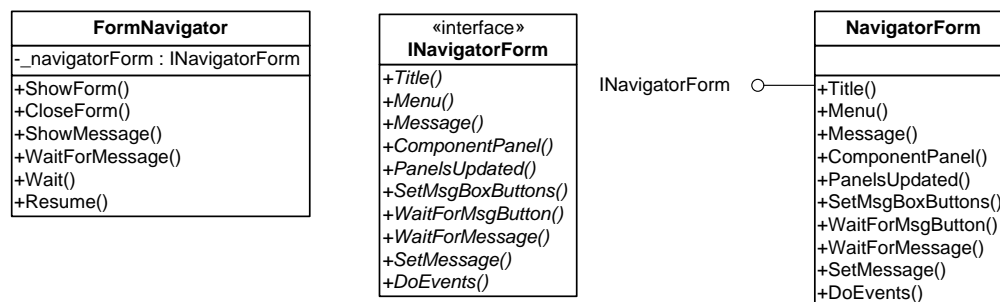 FormNavigator
-_navigatorForm : INavigatorForm
+ShowForm()
+CloseForm()
+ShowMessage()
+WaitForMessage()
+Wait()
+Resume()
«interface»
INavigatorForm
+Title()
+Menu()
+Message()
+ComponentPanel()
+PanelsUpdated()
+SetMsgBoxButtons()
+WaitForMsgButton()
+WaitForMessage()
+SetMessage()
+DoEvents()
INavigatorForm
NavigatorForm
+Title()
+Menu()
+Message()
+ComponentPanel()
+PanelsUpdated()
+SetMsgBoxButtons()
+WaitForMsgButton()
+WaitForMessage()
+SetMessage()
+DoEvents()